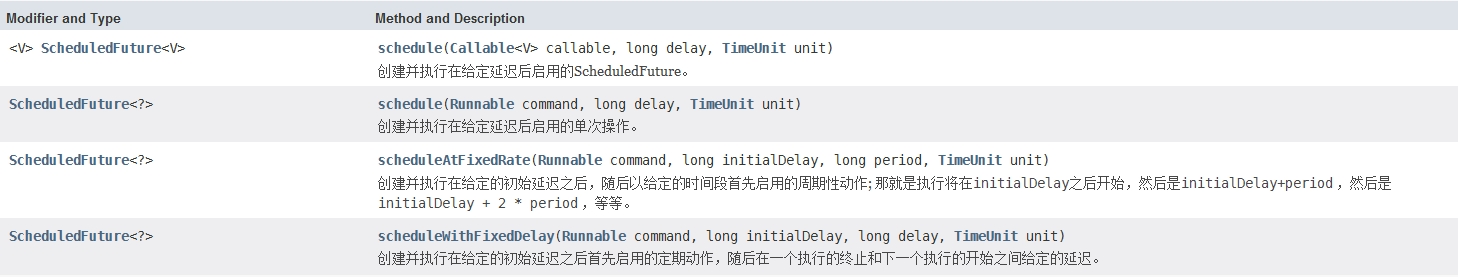 Modifier and Type Method and Description
<V> ScheduledFuture<V> schedule(Callable<V> callable, long delay, TimeUnit unit)
创建并执行在给定延迟后启用的ScheduledFuture。
ScheduledFuture<?> schedule(Runnable command, long delay, TimeUnit unit)
创建并执行在给定延迟后启用的单次操作。
ScheduledFuture<?> scheduleAtFixedRate(Runnable command, long initialDelay, long period, TimeUnit unit)
创建并执行在给定的初始延迟之后，随后以给定的时间段首先启用的周期性动作;那就是执行将在initialDelay之后开始，然后是initialDelay+period ，然后是
initialDelay + 2 * period ，等等。
ScheduledFuture<?> scheduleWithFixedDelay(Runnable command, long initialDelay, long delay, TimeUnit unit)
创建并执行在给定的初始延迟之后首先启用的定期动作，随后在一个执行的终止和下一个执行的开始之间给定的延迟。